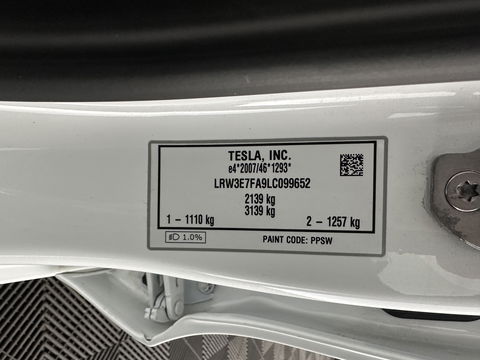 TESLA, INC.
e4*2007/46*1293*
LRW3E7FA9LC099652
2139 kg
3139 kg
1 - 1110 kg 2 - 1257 kg
1.0% PAINT CODE: PPSW